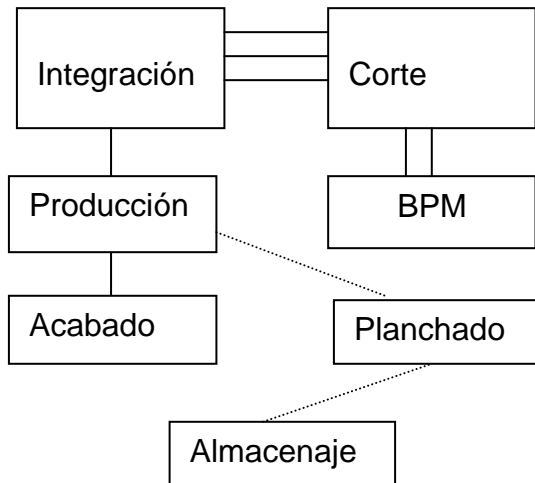 Integración
Corte
Producción
BPM
Acabado
Planchado
Almacenaje